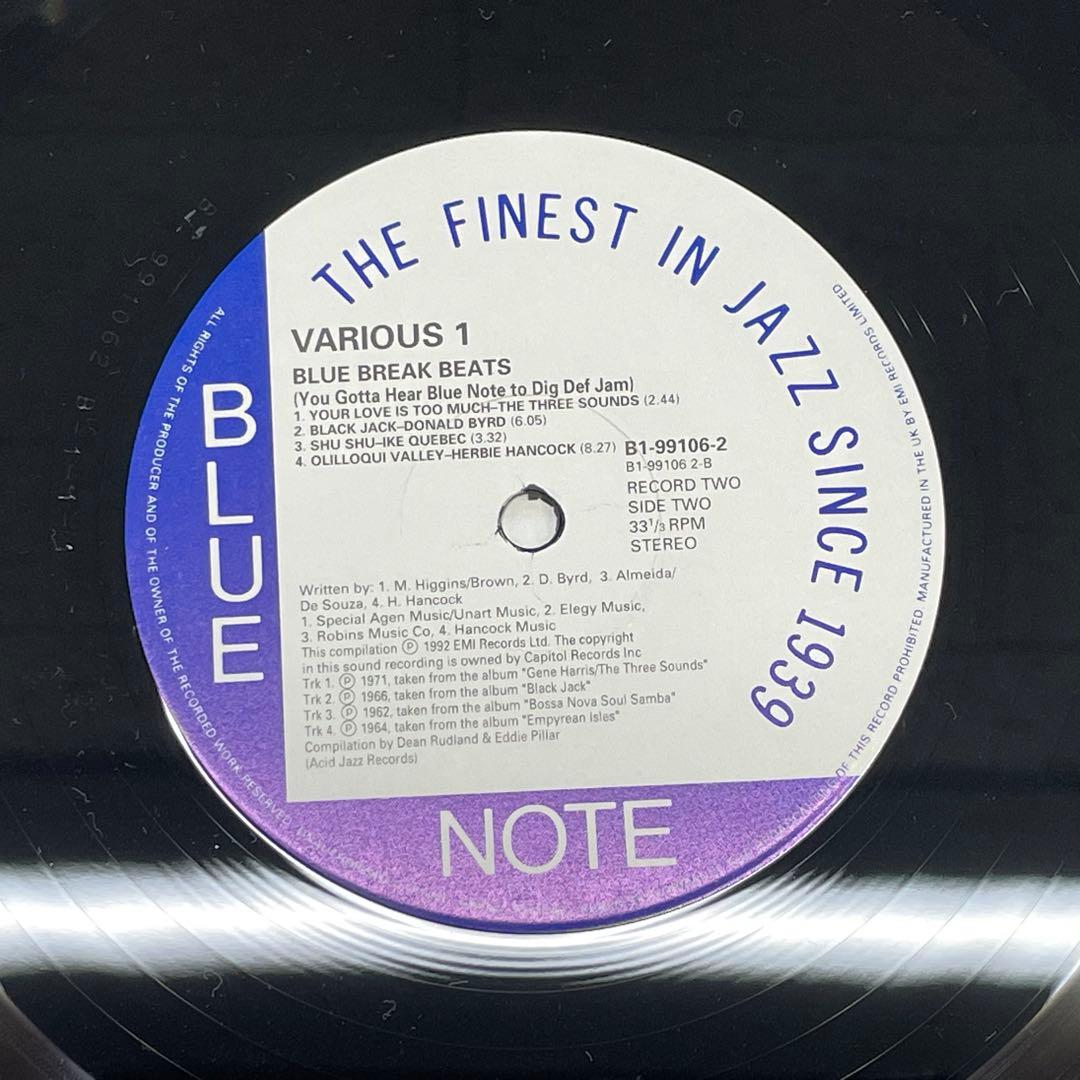 THE FINEST IN JAZZ SINCE 1939
VARIOUS 1
BLUE BREAK BEATS
(You Gotta Hear Blue Note to Dig Def Jam)
1. YOUR LOVE IS TOO MUCH–THE THREE SOUNDS (2.44)
2. BLACK JACK–DONALD BYRD (6.05)
3. SHU SHU–IKE QUEBEC (3.32)
4. OLILLOQUI VALLEY–HERBIE HANCOCK (8.27)
B1-99106-2
B1-99106 2-B
RECORD TWO
SIDE TWO
33 1/3 RPM
STEREO
Written by: 1. M. Higgins/Brown, 2. D. Byrd, 3. Almeida/
De Souza, 4. H. Hancock
1. Special Agen Music/Unart Music, 2. Elegy Music,
3. Robins Music Co, 4. Hancock Music
This compilation Ⓟ 1992 EMI Records Ltd. The copyright
in this sound recording is owned by Capitol Records Inc
Trk 1. Ⓟ 1971, taken from the album "Gene Harris/The Three Sounds"
Trk 2. Ⓟ 1966, taken from the album "Black Jack"
Trk 3. Ⓟ 1962, taken from the album "Bossa Nova Soul Samba"
Trk 4. Ⓟ 1964, taken from the album "Empyrean Isles"
Compilation by Dean Rudland & Eddie Pillar
(Acid Jazz Records)
BLUE
NOTE
ALL RIGHTS OF THE PRODUCER AND OF THE OWNER OF THE RECORDED WORK RESERVED OF THIS RECORD PROHIBITED. MANUFACTURED IN THE UK BY EMI RECORDS LIMITED